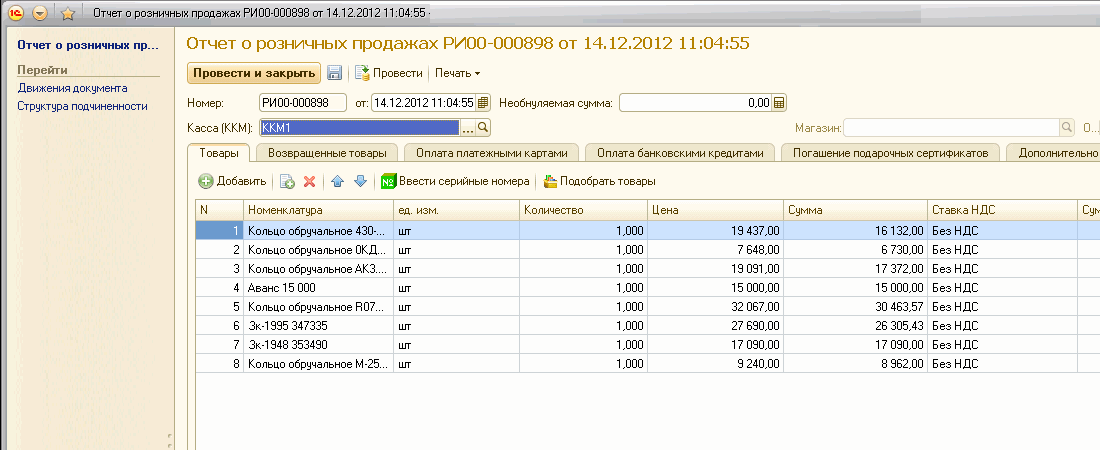 Отчет о розничных продажах РИ00-000898 от 14.12.2012 11:04:55 -
Отчет о розничных пр...
Перейти
Движения документа
Структура подчиненности
Отчет о розничных продажах РИ00-000898 от 14.12.2012 11:04:55
Провести и закрыть Провести Печать
Номер: РИ00-000898 от: 14.12.2012 11:04:55 Необнуляемая сумма: 0,00
Касса (ККМ): ККМ1 ... Магазин: О...
Товары Возвращенные товары Оплата платежными картами Оплата банковскими кредитами Погашение подарочных сертификатов Дополнительно
Добавить № Ввести серийные номера Подобрать товары
N Номенклатура ед. изм. Количество Цена Сумма Ставка НДС Сум
1 Кольцо обручальное 430-... шт 1,000 19 437,00 16 132,00 Без НДС
2 Кольцо обручальное 0КД... шт 1,000 7 648,00 6 730,00 Без НДС
3 Кольцо обручальное АК3.... шт 1,000 19 091,00 17 372,00 Без НДС
4 Аванс 15 000 шт 1,000 15 000,00 15 000,00 Без НДС
5 Кольцо обручальное R07... шт 1,000 32 067,00 30 463,57 Без НДС
6 Зк-1995 347335 шт 1,000 27 690,00 26 305,43 Без НДС
7 Зк-1948 353490 шт 1,000 17 090,00 17 090,00 Без НДС
8 Кольцо обручальное М-25... шт 1,000 9 240,00 8 962,00 Без НДС